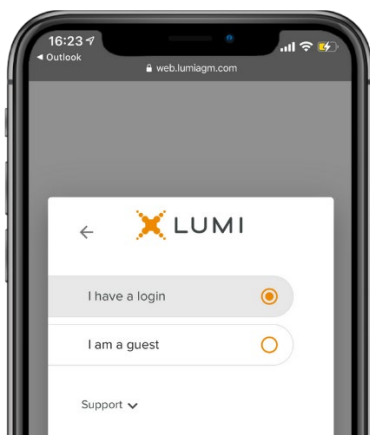 16:23
Outlook
web.lumiagm.com
LUMI
I have a login
I am a guest
Support